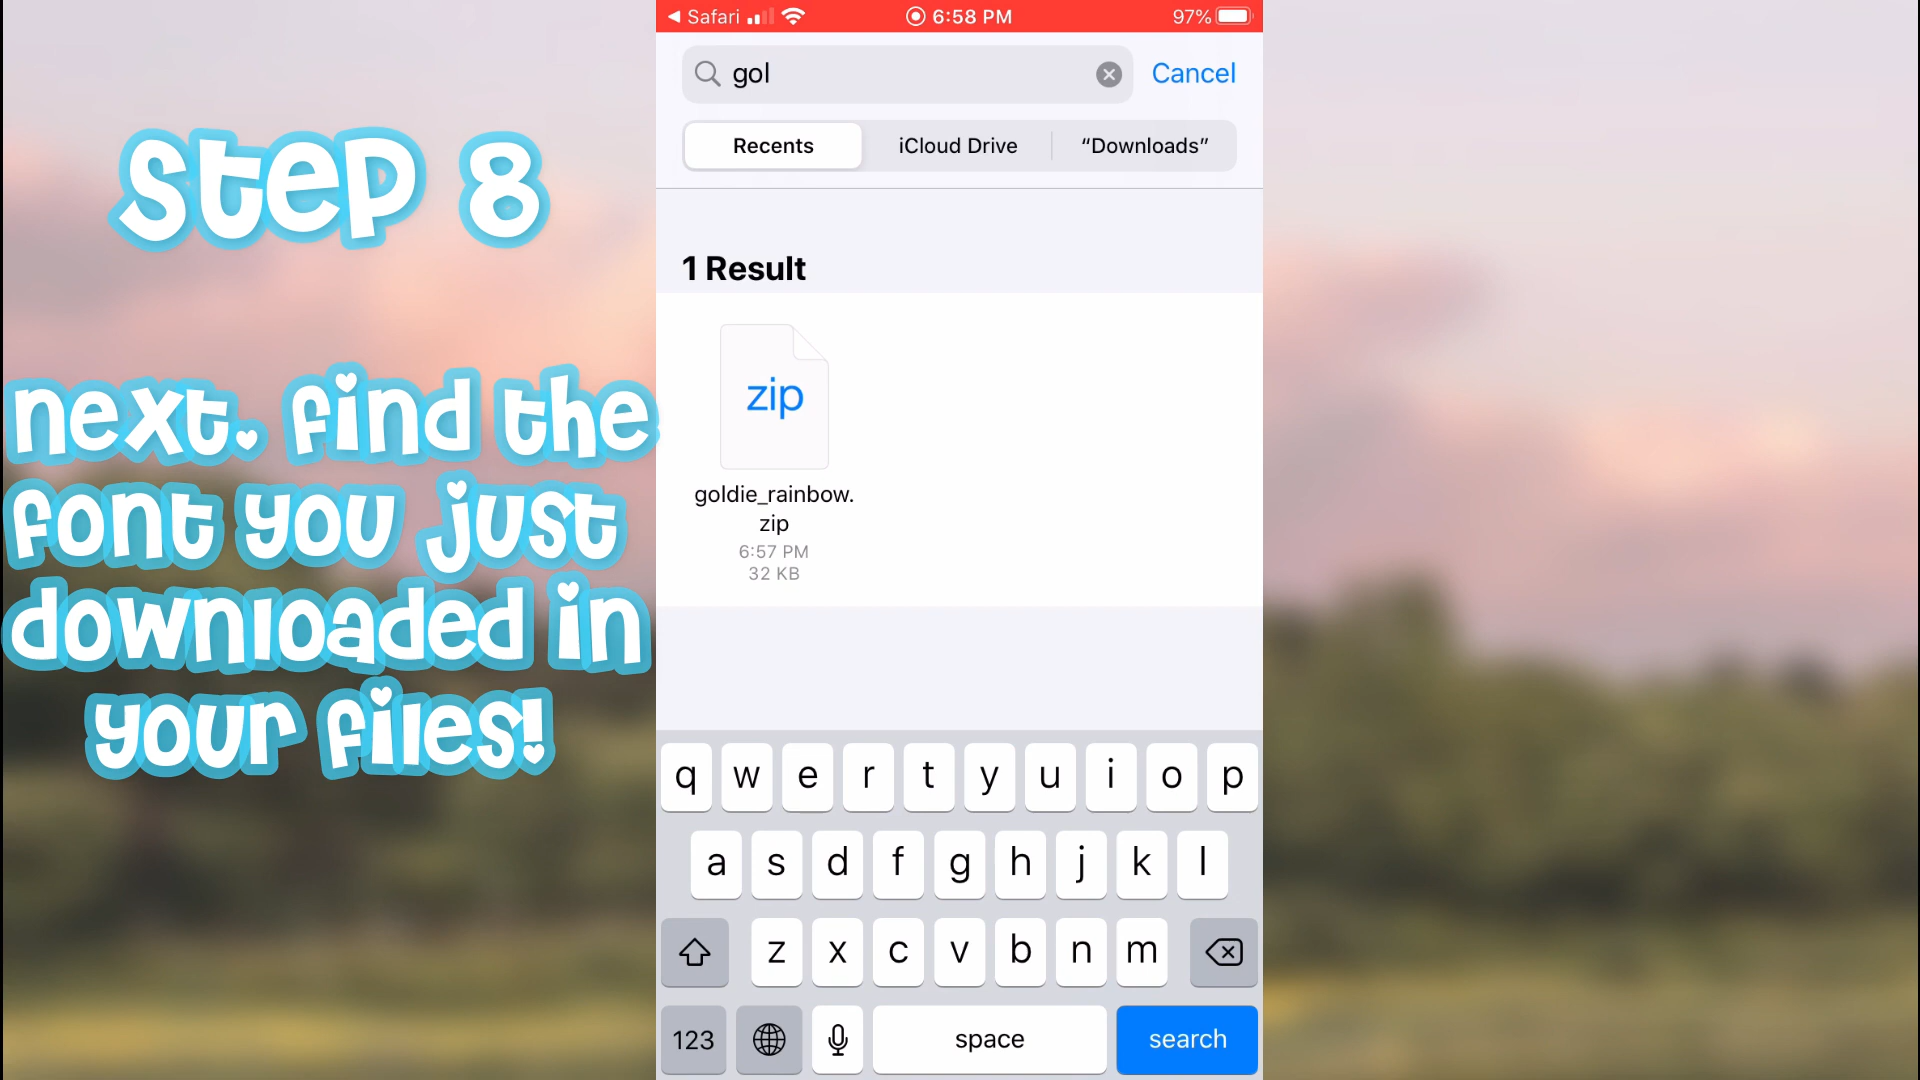 Step 8
next. find the
font you just
downloaded in
your files!
Safari
6:58 PM
97%
gol
Cancel
Recents
iCloud Drive
“Downloads”
1 Result
zip
goldie_rainbow.
zip
6:57 PM
32 KB
q w e r t y u i o p
a s d f g h j k l
z x c v b n m
123
space
search